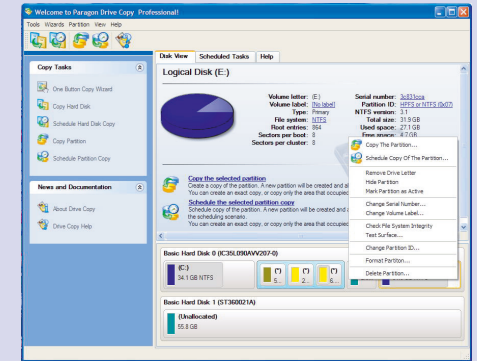 Welcome to Paragon Drive Copy Professional!
Tools Wizards Partition View Help
Disk View Scheduled Tasks Help
Copy Tasks
One Button Copy Wizard
Copy Hard Disk
Schedule Hard Disk Copy
Copy Partition
Schedule Partition Copy
News and Documentation
About Drive Copy
Drive Copy Help
Logical Disk (E:)
Volume letter: (E:)
Volume label: [No label]
Type: Primary
File system: NTFS
Root entries: 864
Sectors per boot: 8
Sectors per cluster: 8
Serial number: 3c831cca
Partition ID: HPFS or NTFS (0x07)
NTFS version: 3.1
Total size: 31.9 GB
Used space: 27.1 GB
Free space: 4.7 GB
Copy the selected partition
Create a copy of the partition. A new partition will be created and al
You can create an exact copy, or copy only the area that occupied
Schedule the selected partition copy
Schedule copy of the partition. A new partition will be created and
the scheduling scenario.
You can create an exact copy, or copy only the area that occupied
Copy The Partition...
Schedule Copy Of The Partition...
Remove Drive Letter
Hide Partition
Mark Partition as Active
Change Serial Number...
Change Volume Label...
Check File System Integrity
Test Surface...
Change Partition ID...
Format Partition...
Delete Partition...
Basic Hard Disk 0 (IC35L090AVV207-0)
(C:)
34.1 GB NTFS
(*) (*) (*)
5... 2... 6...
Basic Hard Disk 1 (ST360021A)
(Unallocated)
55.8 GB